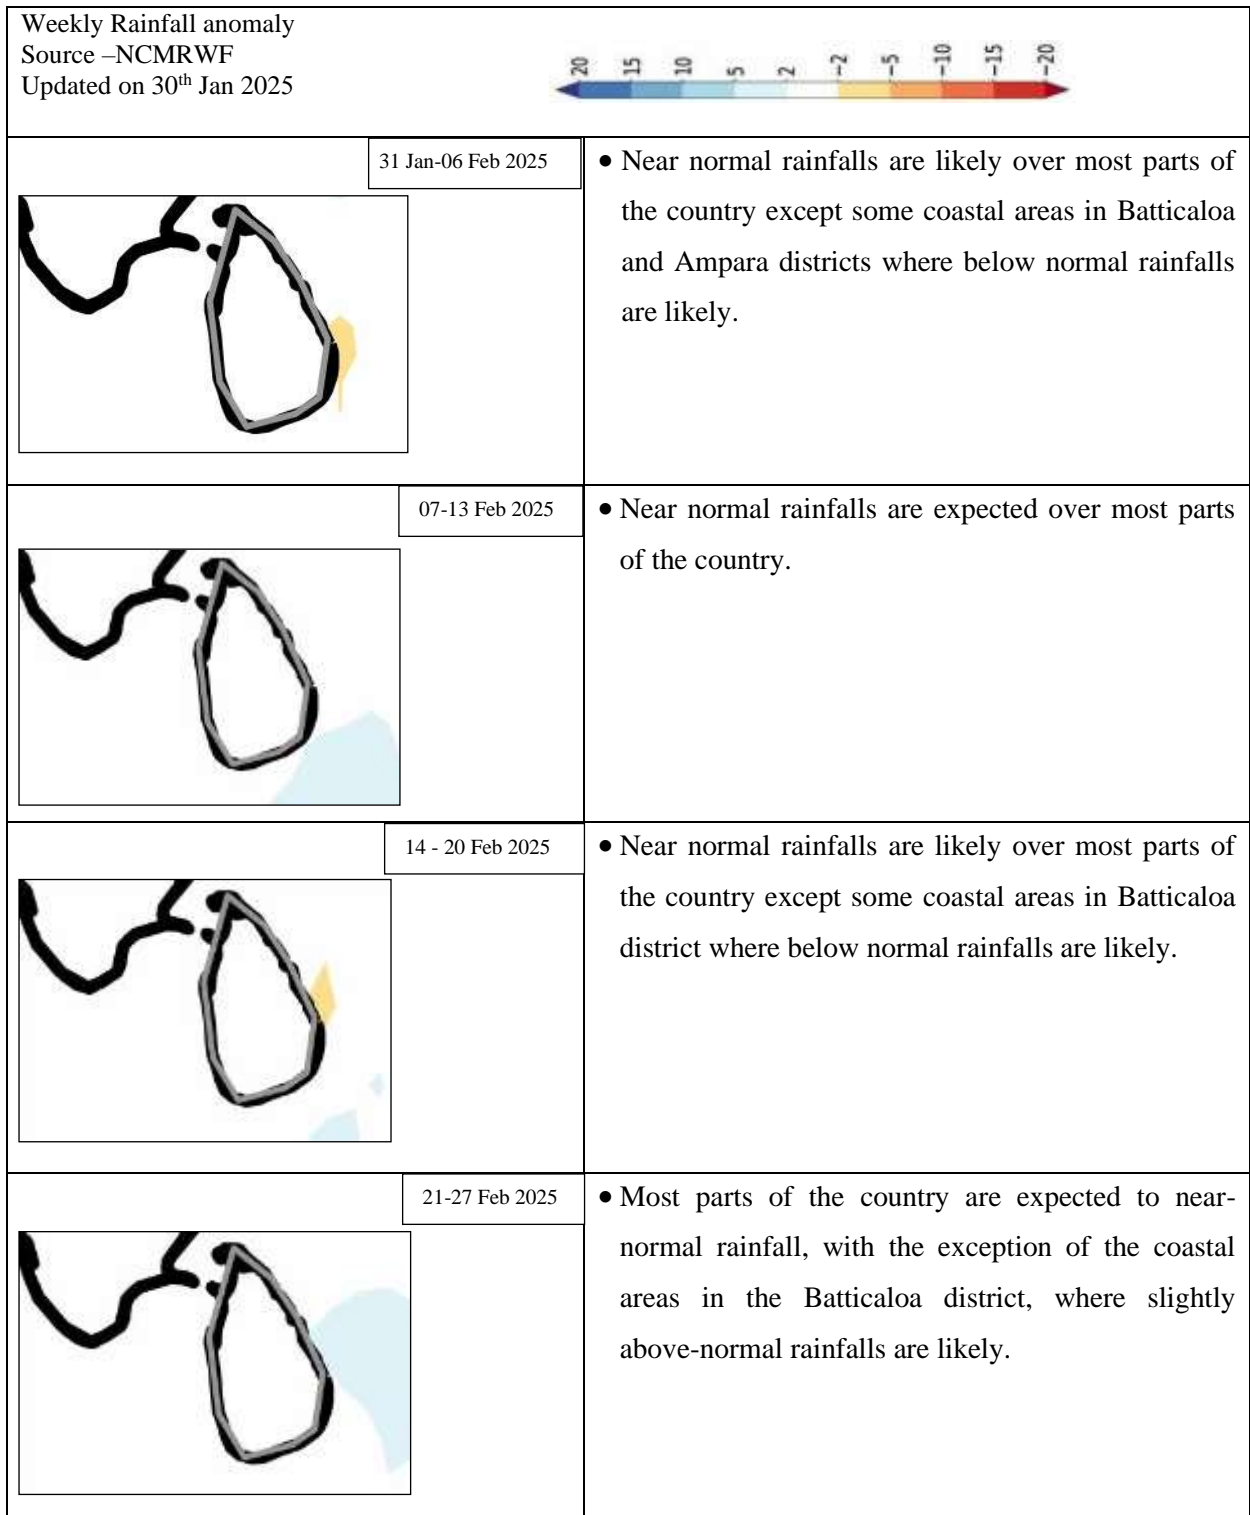 Weekly Rainfall anomaly
Source –NCMRWF
Updated on 30th Jan 2025
20 15 10 5 2 −2 −5 −10 −15 −20
31 Jan-06 Feb 2025
• Near normal rainfalls are likely over most parts of
the country except some coastal areas in Batticaloa
and Ampara districts where below normal rainfalls
are likely.
07-13 Feb 2025
• Near normal rainfalls are expected over most parts
of the country.
14 - 20 Feb 2025
• Near normal rainfalls are likely over most parts of
the country except some coastal areas in Batticaloa
district where below normal rainfalls are likely.
21-27 Feb 2025
• Most parts of the country are expected to near-
normal rainfall, with the exception of the coastal
areas in the Batticaloa district, where slightly
above-normal rainfalls are likely.